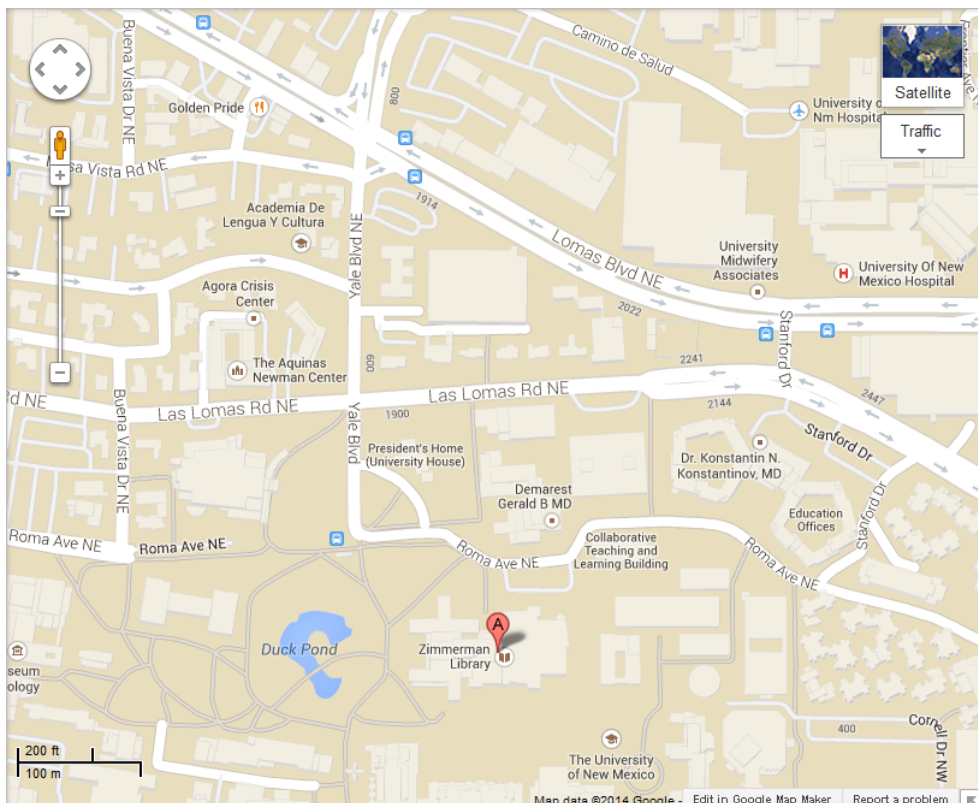 Buena Vista Dr NE
Camino de Salud
Satellite
Golden Pride
800
University of
Nm Hospital
Traffic
Vista Rd NE
1914
Academia De
Lengua Y Cultura
Yale Blvd NE
Lomas Blvd NE
University
Midwifery
Associates
University Of New
Mexico Hospital
Agora Crisis
Center
2022
Stanford Dr
600
The Aquinas
Newman Center
2241
Rd NE
Las Lomas Rd NE
Las Lomas Rd NE
1900
2144
2447
Buena Vista Dr NE
Yale Blvd
President's Home
(University House)
Stanford Dr
Dr. Konstantin N.
Konstantinov, MD
Demarest
Gerald B MD
Education
Offices
Stanford Dr
Roma Ave NE
Roma Ave NE
Roma Ave NE
Collaborative
Teaching and
Learning Building
Roma Ave NE
A
Duck Pond
Zimmerman
Library
seum
ology
400
Cornell Dr NW
200 ft
100 m
The University
of New Mexico
Map data ©2014 Google -
Edit in Google Map Maker
Report a problem